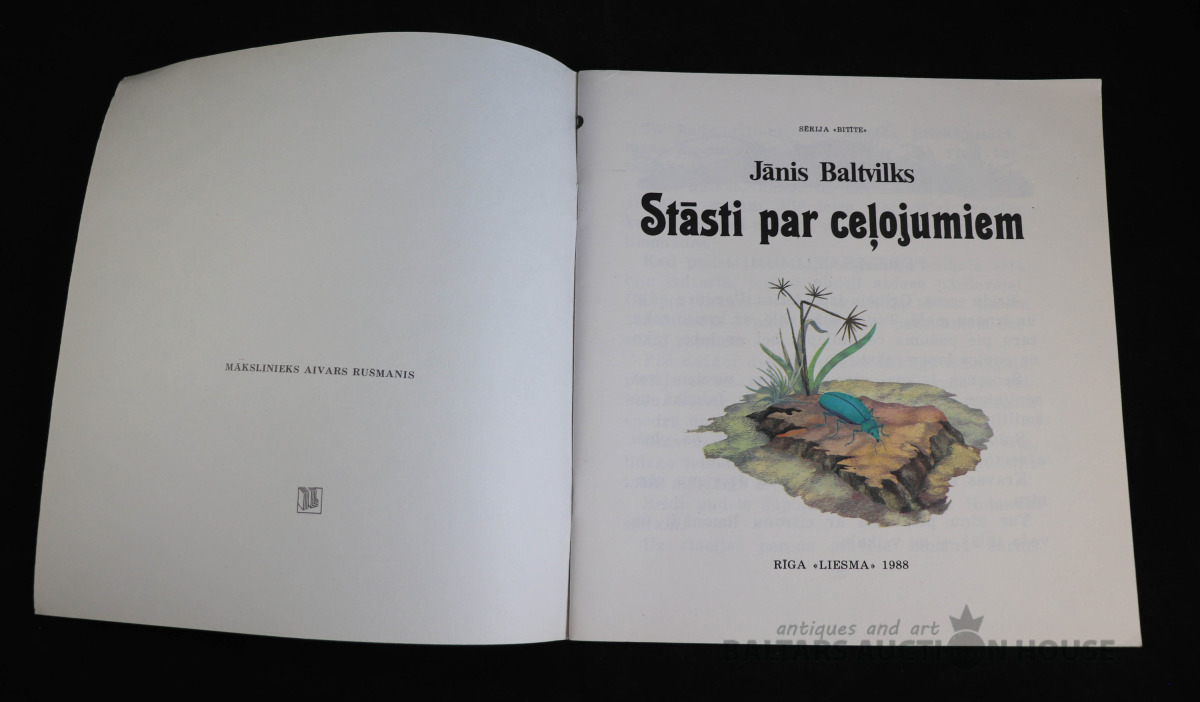 MĀKSLINIEKS AIVARS RUSMANIS
SĒRIJA «BITĪTE»
Jānis Baltvilks
Stāsti par ceļojumiem
RĪGA «LIESMA» 1988
antiques and art
BALTARS AUCTION HOUSE